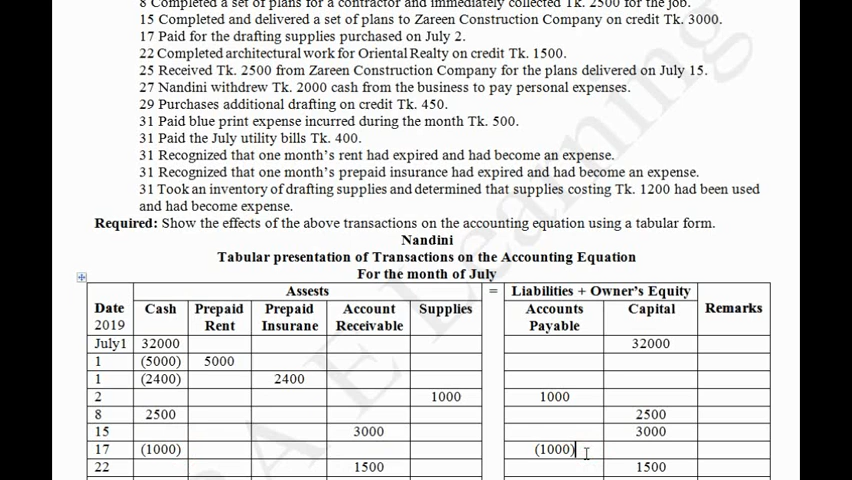 8 Completed a set of plans for a contractor and immediately collected Tk. 2500 for the job.
15 Completed and delivered a set of plans to Zareen Construction Company on credit Tk. 3000.
17 Paid for the drafting supplies purchased on July 2.
22 Completed architectural work for Oriental Realty on credit Tk. 1500.
25 Received Tk. 2500 from Zareen Construction Company for the plans delivered on July 15.
27 Nandini withdrew Tk. 2000 cash from the business to pay personal expenses.
29 Purchases additional drafting on credit Tk. 450.
31 Paid blue print expense incurred during the month Tk. 500.
31 Paid the July utility bills Tk. 400.
31 Recognized that one month's rent had expired and had become an expense.
31 Recognized that one month's prepaid insurance had expired and had become an expense.
31 Took an inventory of drafting supplies and determined that supplies costing Tk. 1200 had been used
and had become expense.
Required: Show the effects of the above transactions on the accounting equation using a tabular form.
Nandini
Tabular presentation of Transactions on the Accounting Equation
For the month of July
Assests = Liabilities + Owner's Equity
Date 2019 Cash Prepaid Rent Prepaid Insurane Account Receivable Supplies Accounts Payable Capital Remarks
July1 32000 32000
1 (5000) 5000
1 (2400) 2400
2 1000 1000
8 2500 2500
15 3000 3000
17 (1000) (1000)
22 1500 1500
A E Learning